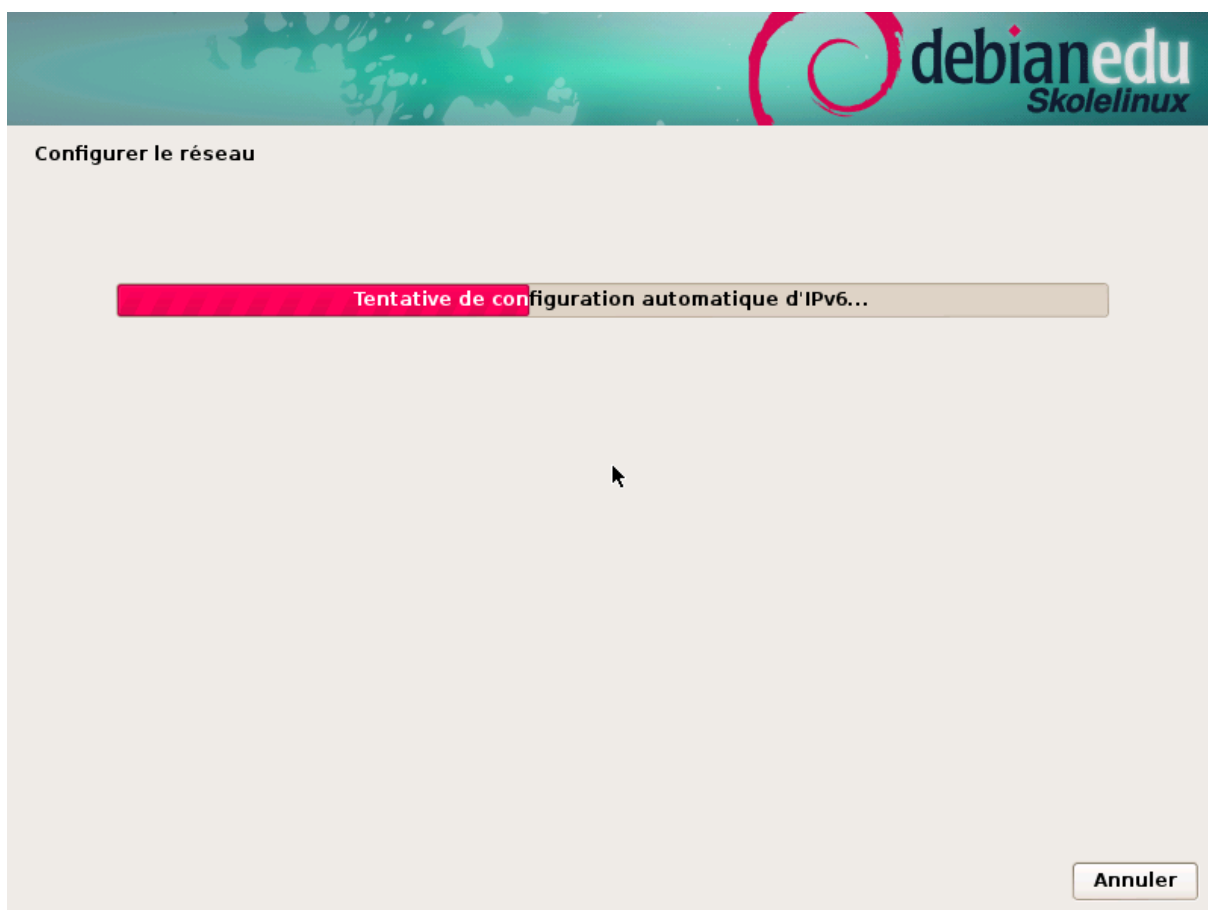 debianedu
Skolelinux
Configurer le réseau
Tentative de configuration automatique d'IPv6...
Annuler